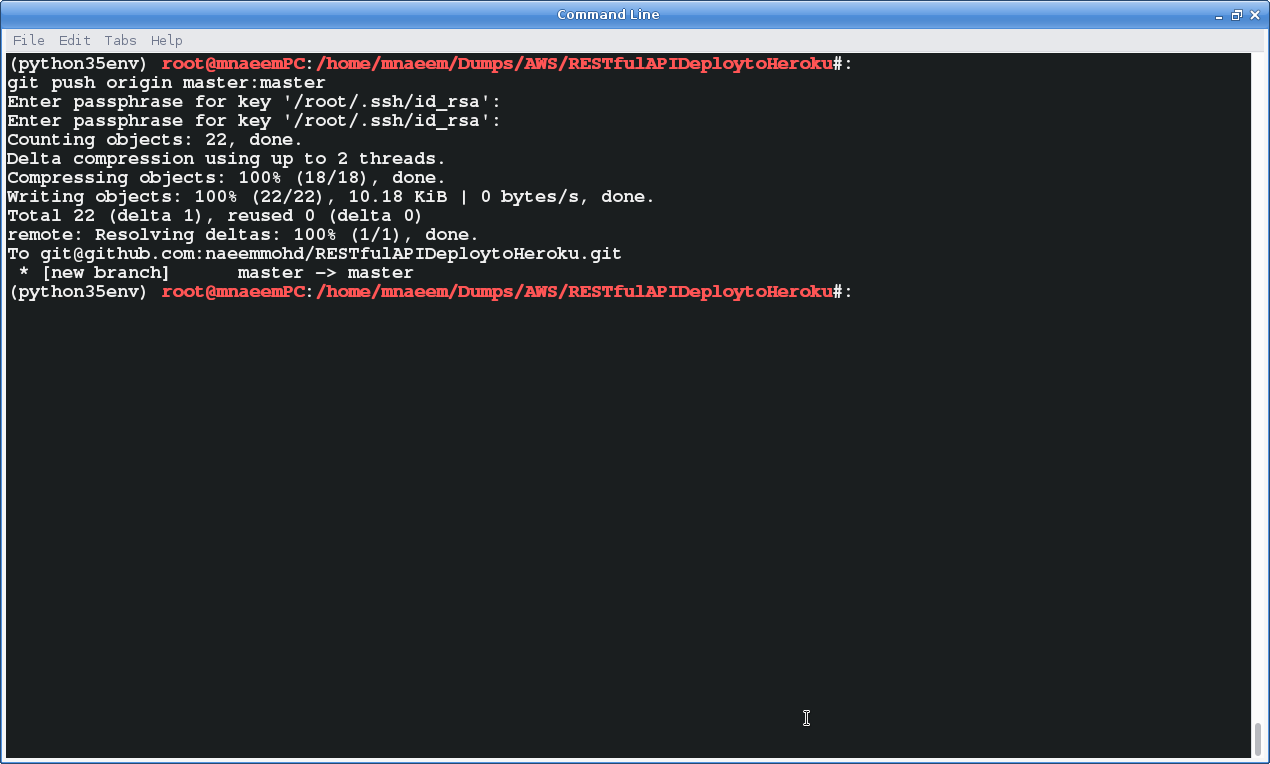 Command Line
File Edit Tabs Help
(python35env) root@mnaeemPC:/home/mnaeem/Dumps/AWS/RESTfulAPIDeploytoHeroku#:
git push origin master:master
Enter passphrase for key '/root/.ssh/id_rsa':
Enter passphrase for key '/root/.ssh/id_rsa':
Counting objects: 22, done.
Delta compression using up to 2 threads.
Compressing objects: 100% (18/18), done.
Writing objects: 100% (22/22), 10.18 KiB | 0 bytes/s, done.
Total 22 (delta 1), reused 0 (delta 0)
remote: Resolving deltas: 100% (1/1), done.
To git@github.com:naeemmohd/RESTfulAPIDeploytoHeroku.git
 * [new branch]      master -> master
(python35env) root@mnaeemPC:/home/mnaeem/Dumps/AWS/RESTfulAPIDeploytoHeroku#: